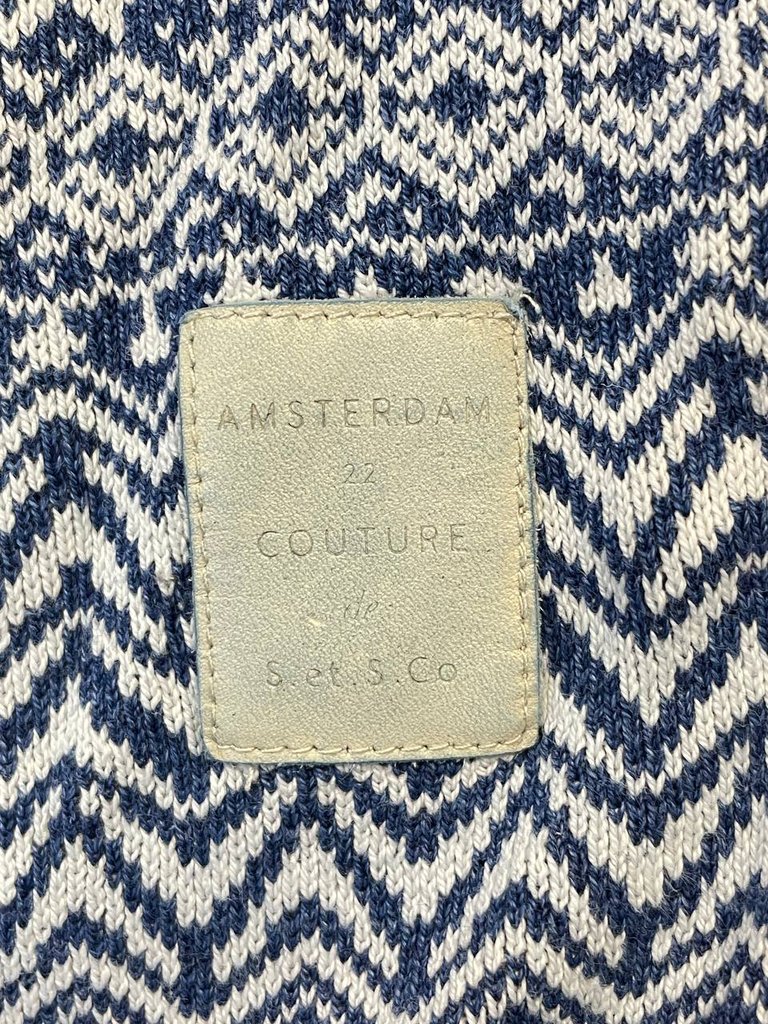 AMSTERDAM
22
COUTURE
de
S.et.S.Co